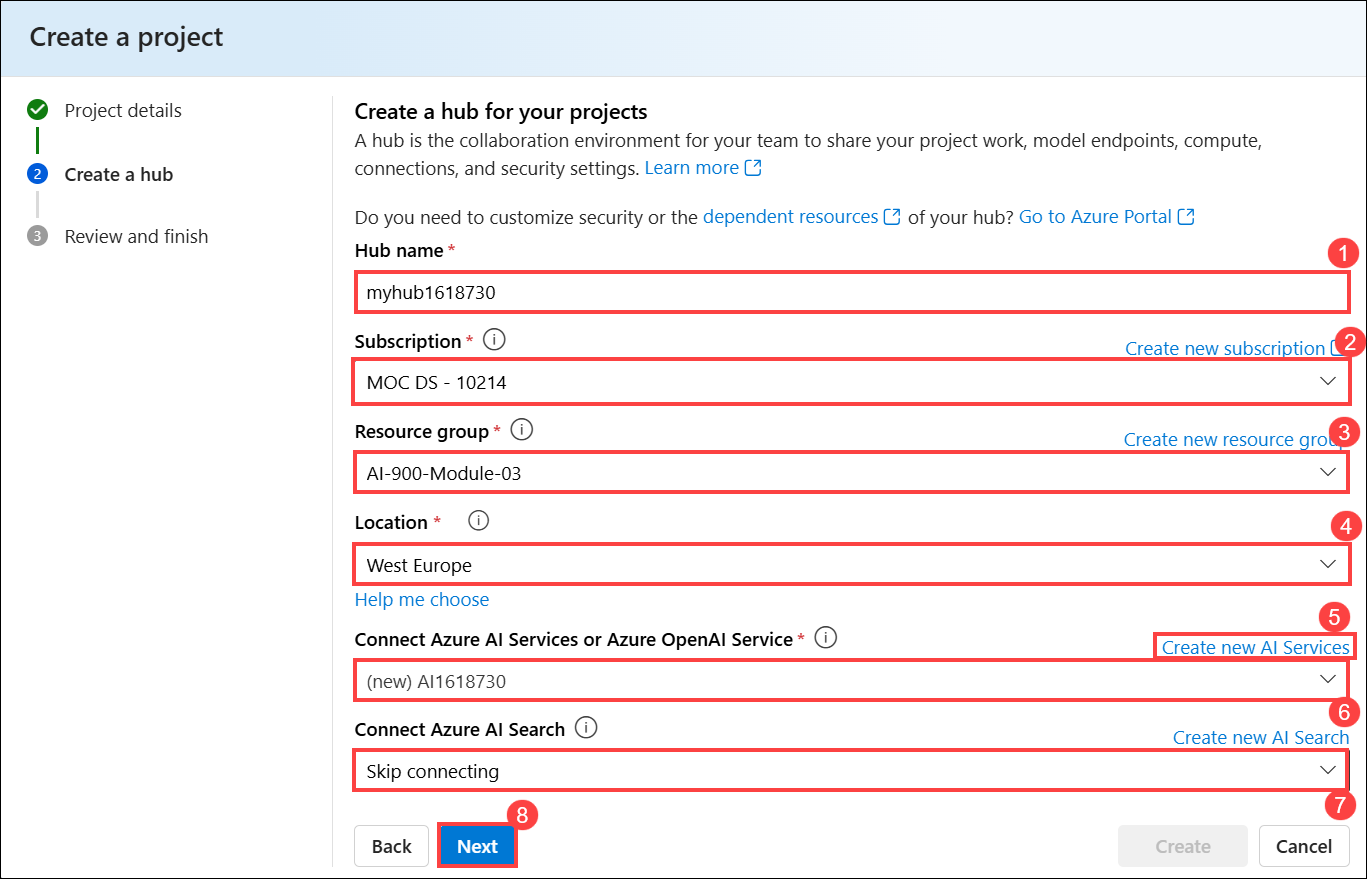 Create a project
Project details
2 Create a hub
3 Review and finish
Create a hub for your projects
A hub is the collaboration environment for your team to share your project work, model endpoints, compute,
connections, and security settings. Learn more
Do you need to customize security or the dependent resources of your hub? Go to Azure Portal
Hub name *
1
myhub1618730
Subscription *
Create new subscription
2
MOC DS - 10214
Resource group *
Create new resource group
3
AI-900-Module-03
Location *
4
West Europe
Help me choose
5
Connect Azure AI Services or Azure OpenAI Service *
Create new AI Services
(new) AI1618730
6
Connect Azure AI Search
Create new AI Search
Skip connecting
7
8
Back
Next
Create
Cancel